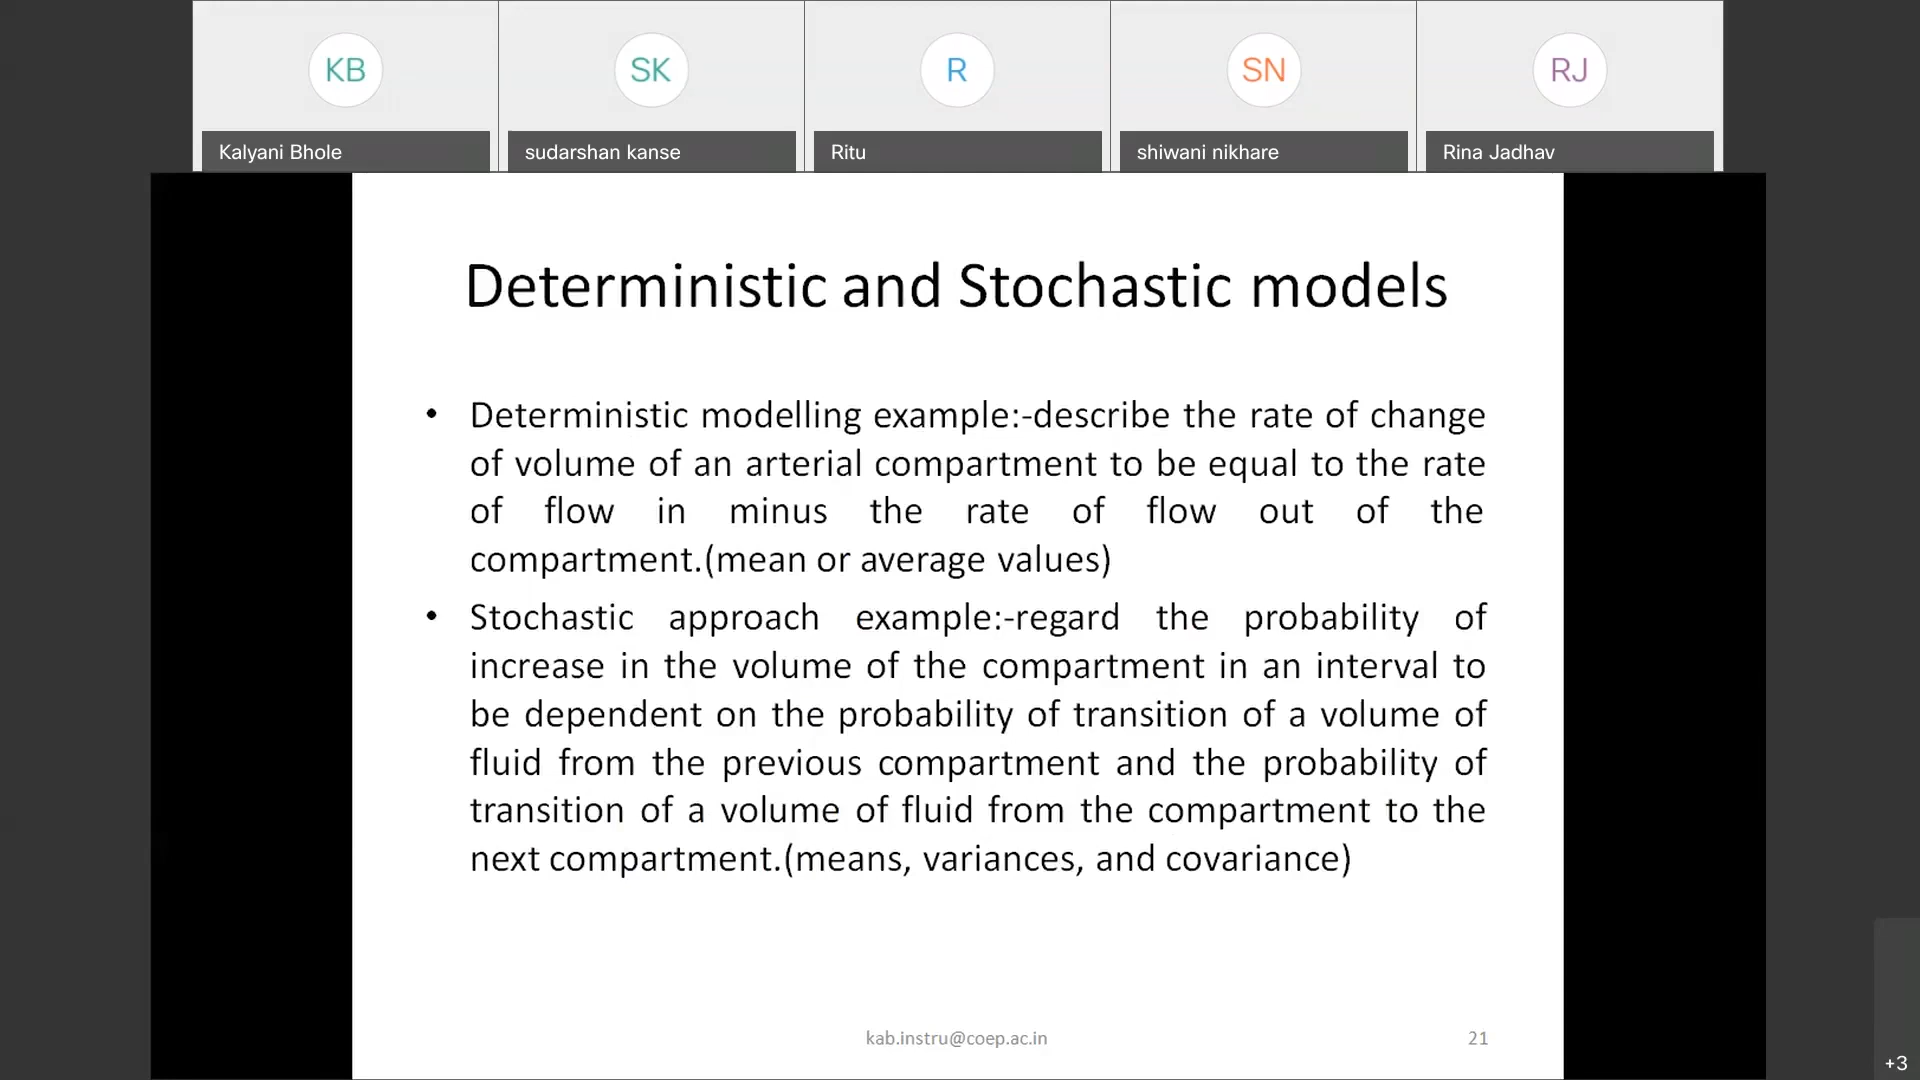 KB
SK
R
SN
RJ
Kalyani Bhole
sudarshan kanse
Ritu
shiwani nikhare
Rina Jadhav
Deterministic and Stochastic models
• Deterministic modelling example:-describe the rate of change
of volume of an arterial compartment to be equal to the rate
of flow in minus the rate of flow out of the
compartment.(mean or average values)
• Stochastic approach example:-regard the probability of
increase in the volume of the compartment in an interval to
be dependent on the probability of transition of a volume of
fluid from the previous compartment and the probability of
transition of a volume of fluid from the compartment to the
next compartment.(means, variances, and covariance)
kab.instru@coep.ac.in
21
+3